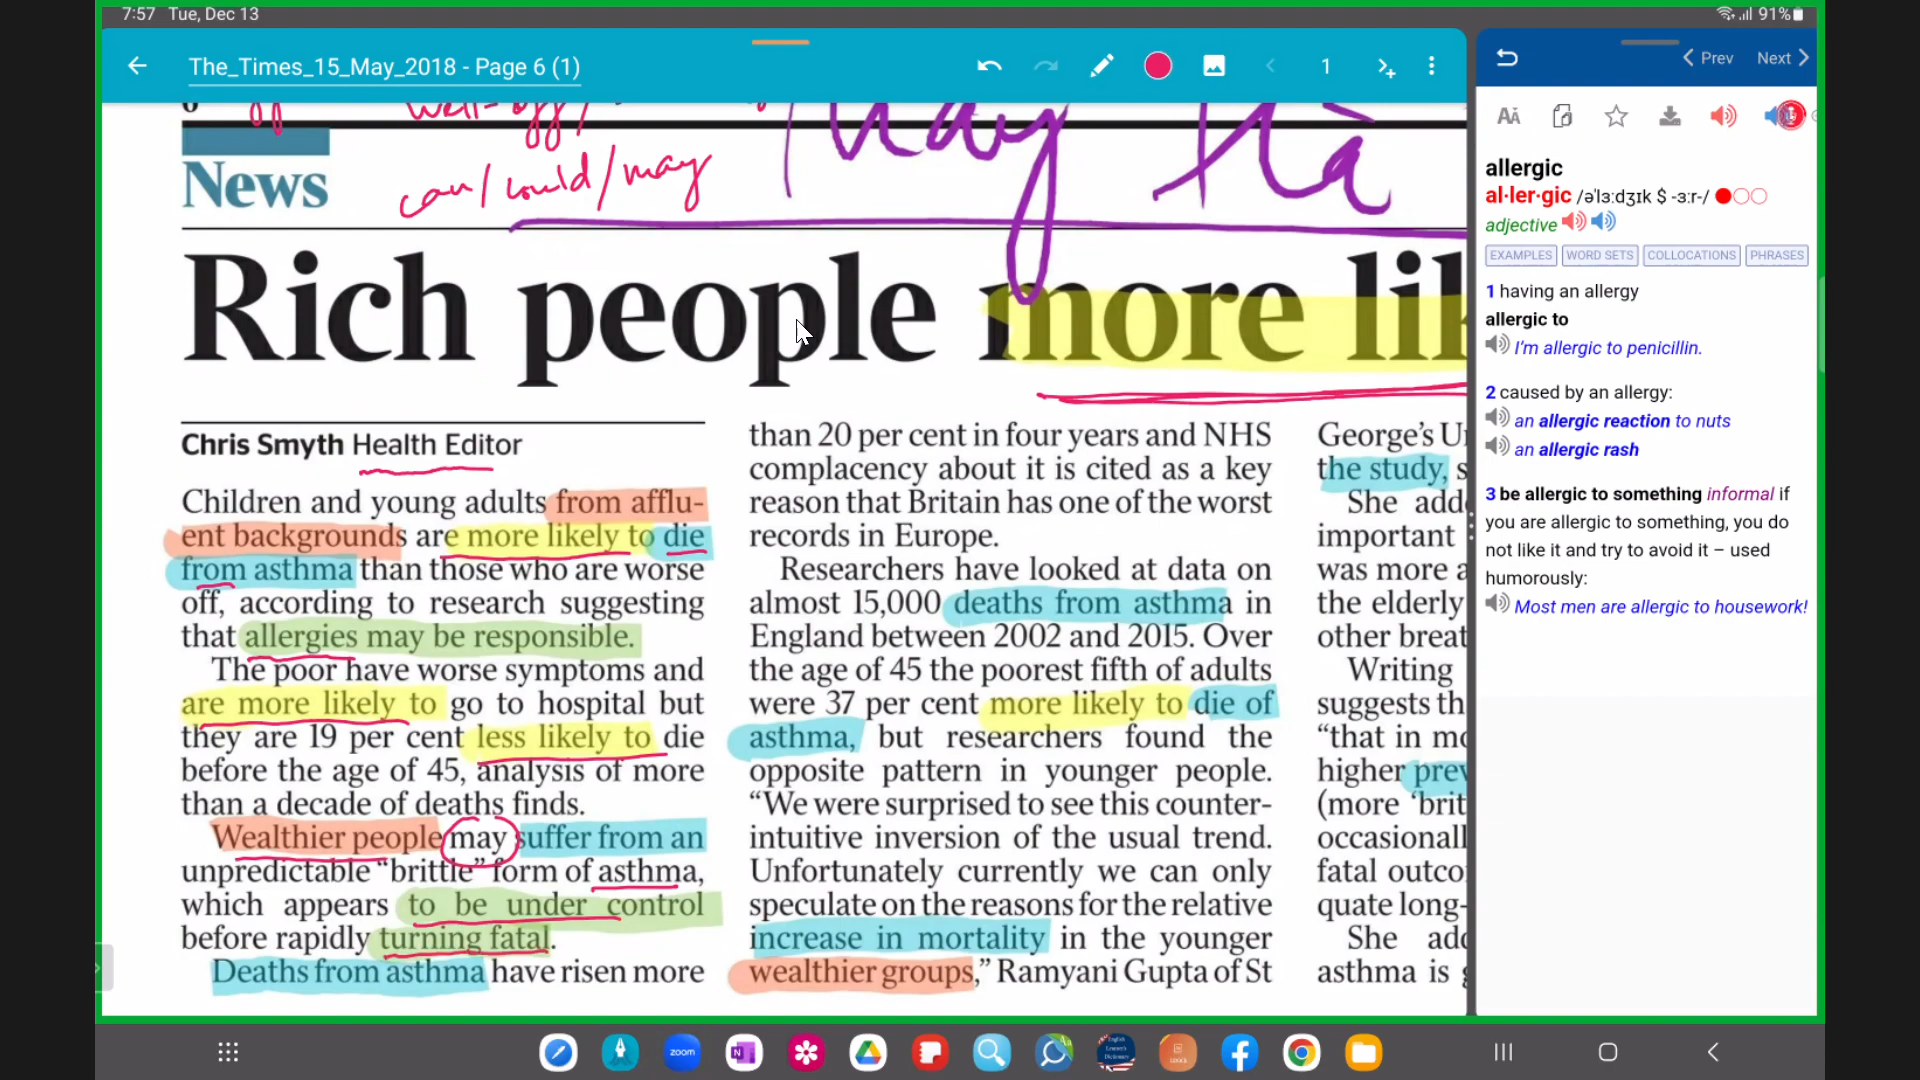 7:57 Tue, Dec 13
91%
The_Times_15_May_2018 - Page 6 (1)
1
6
well-off/
can/could/may
may là
News
Rich people more lik
Chris Smyth Health Editor
Children and young adults from afflu-
ent backgrounds are more likely to die
from asthma than those who are worse
off, according to research suggesting
that allergies may be responsible.
The poor have worse symptoms and
are more likely to go to hospital but
they are 19 per cent less likely to die
before the age of 45, analysis of more
than a decade of deaths finds.
Wealthier people may suffer from an
unpredictable “brittle” form of asthma,
which appears to be under control
before rapidly turning fatal.
Deaths from asthma have risen more
than 20 per cent in four years and NHS
complacency about it is cited as a key
reason that Britain has one of the worst
records in Europe.
Researchers have looked at data on
almost 15,000 deaths from asthma in
England between 2002 and 2015. Over
the age of 45 the poorest fifth of adults
were 37 per cent more likely to die of
asthma, but researchers found the
opposite pattern in younger people.
“We were surprised to see this counter-
intuitive inversion of the usual trend.
Unfortunately currently we can only
speculate on the reasons for the relative
increase in mortality in the younger
wealthier groups,” Ramyani Gupta of St
George’s U
the study, s
She add
important
was more a
the elderly
other breat
Writing
suggests th
“that in mo
higher prev
(more ‘brit
occasionall
fatal outco
quate long-
She add
asthma is g
Prev Next
allergic
al·ler·gic /əˈlɜːdʒɪk $ -ɜːr-/
adjective
EXAMPLES WORD SETS COLLOCATIONS PHRASES
1 having an allergy
allergic to
I’m allergic to penicillin.
2 caused by an allergy:
an allergic reaction to nuts
an allergic rash
3 be allergic to something informal if
you are allergic to something, you do
not like it and try to avoid it – used
humorously:
Most men are allergic to housework!
zoom